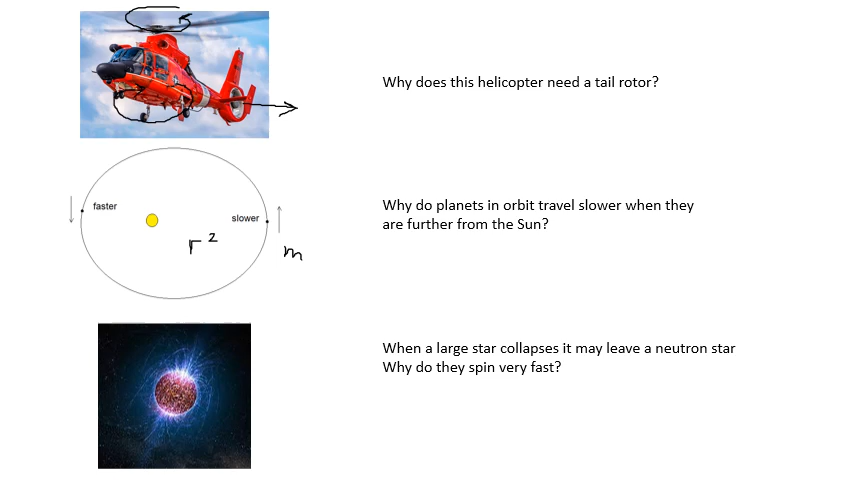 Why does this helicopter need a tail rotor?
faster
slower
r 2
m
Why do planets in orbit travel slower when they
are further from the Sun?
When a large star collapses it may leave a neutron star
Why do they spin very fast?